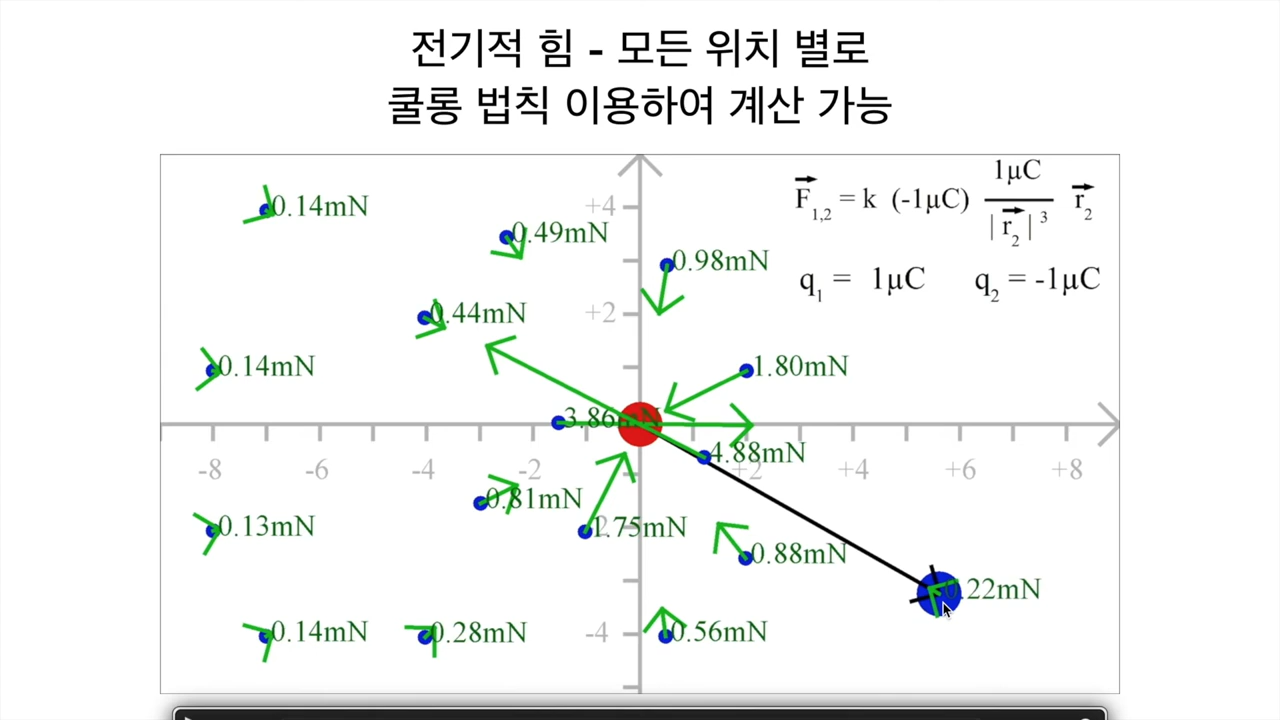 전기적 힘 - 모든 위치 별로
쿨롱 법칙 이용하여 계산 가능
F1,2 = k (-1μC) 1μC / |r2|3 r2
q1 = 1μC q2 = -1μC
0.14mN
+4
0.49mN
0.98mN
0.44mN
+2
0.14mN
1.80mN
3.86mN
4.88mN
-8 -6 -4 -2 +2 +4 +6 +8
0.81mN
0.13mN
1.75mN
0.88mN
0.22mN
0.14mN
0.28mN
-4
0.56mN